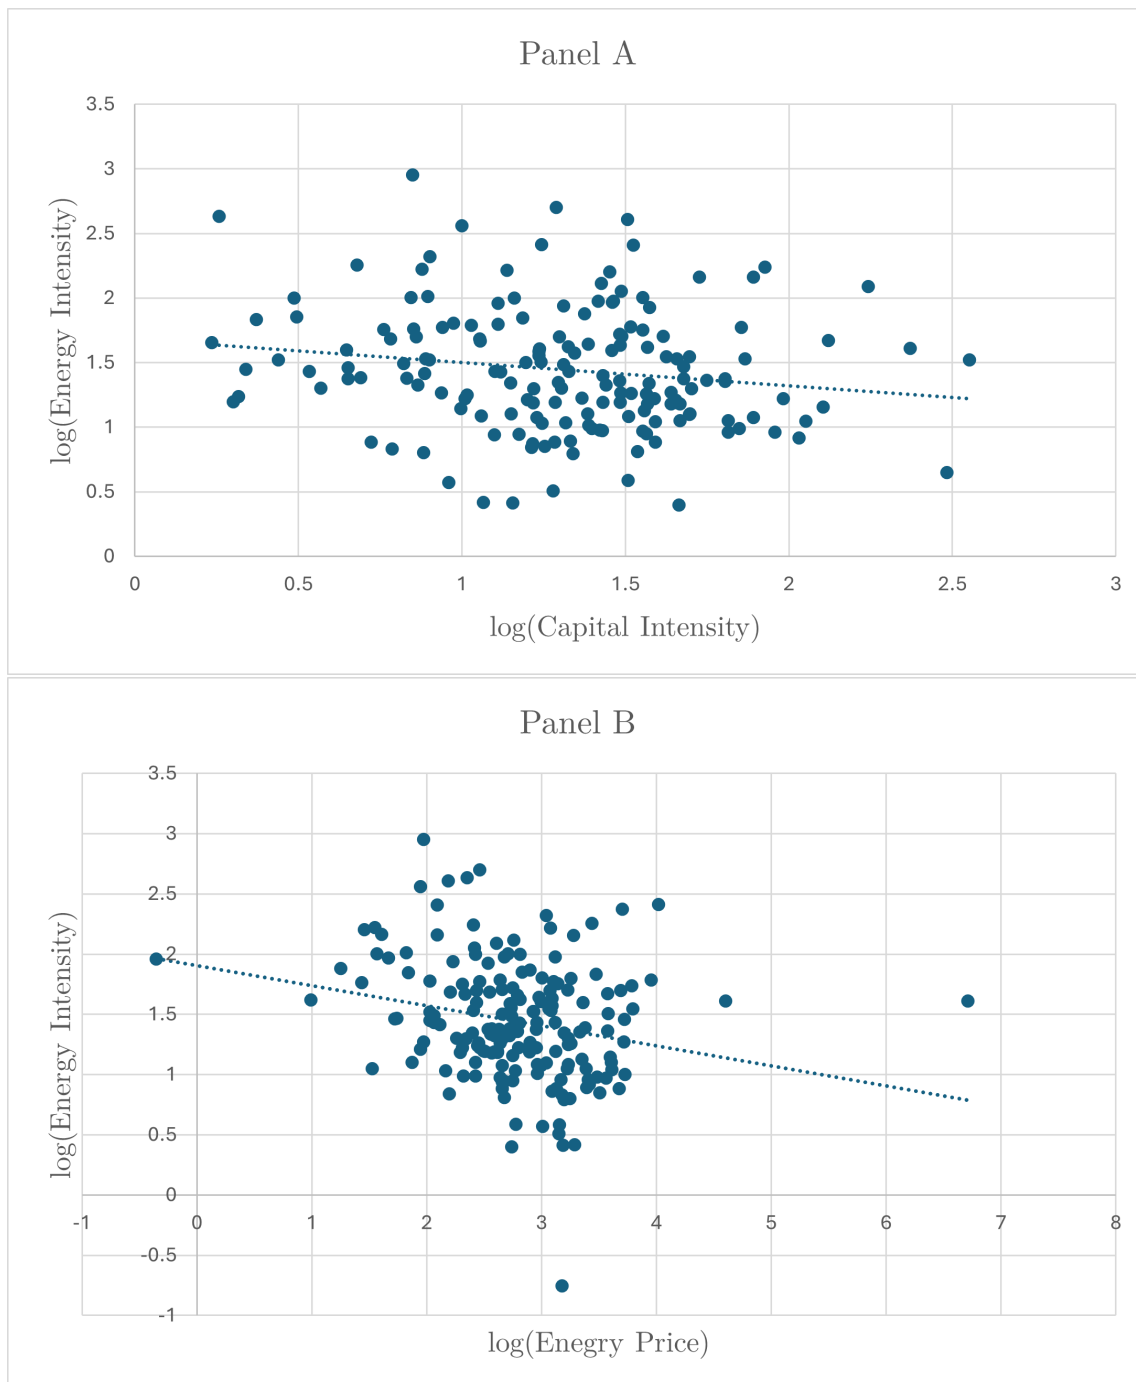 Panel A
3.5
3
2.5
2
1.5
1
0.5
0
0 0.5 1 1.5 2 2.5 3
log(Energy Intensity)
log(Capital Intensity)
Panel B
3.5
3
2.5
2
1.5
1
0.5
0
-1 0 1 2 3 4 5 6 7 8
-0.5
-1
log(Energy Intensity)
log(Enegry Price)